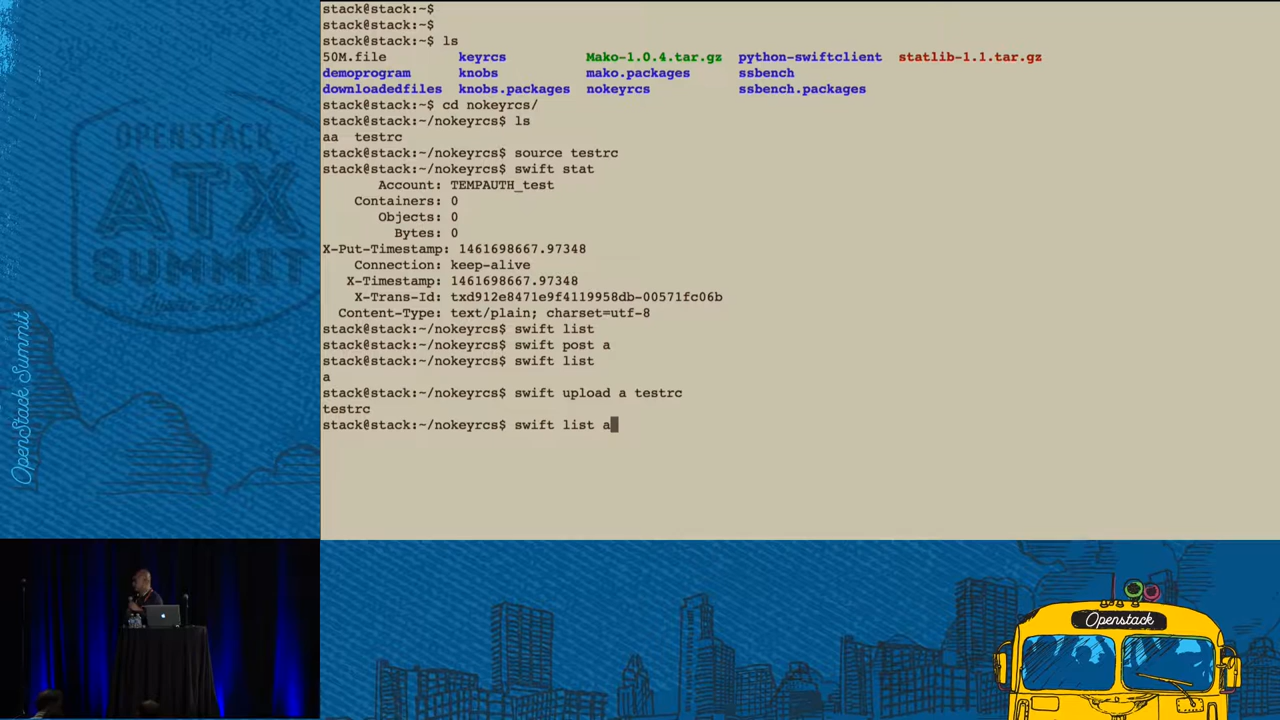 stack@stack:~$
stack@stack:~$
stack@stack:~$ ls
50M.file keyrcs Mako-1.0.4.tar.gz python-swiftclient statlib-1.1.tar.gz
demoprogram knobs mako.packages ssbench
downloadedfiles knobs.packages nokeyrcs ssbench.packages
stack@stack:~$ cd nokeyrcs/
stack@stack:~/nokeyrcs$ ls
aa testrc
stack@stack:~/nokeyrcs$ source testrc
stack@stack:~/nokeyrcs$ swift stat
Account: TEMPAUTH_test
Containers: 0
Objects: 0
Bytes: 0
X-Put-Timestamp: 1461698667.97348
Connection: keep-alive
X-Timestamp: 1461698667.97348
X-Trans-Id: txd912e8471e9f4119958db-00571fc06b
Content-Type: text/plain; charset=utf-8
stack@stack:~/nokeyrcs$ swift list
stack@stack:~/nokeyrcs$ swift post a
stack@stack:~/nokeyrcs$ swift list
a
stack@stack:~/nokeyrcs$ swift upload a testrc
testrc
stack@stack:~/nokeyrcs$ swift list a
OPENSTACK
ATX
SUMMIT
OpenStack Summit
Openstack